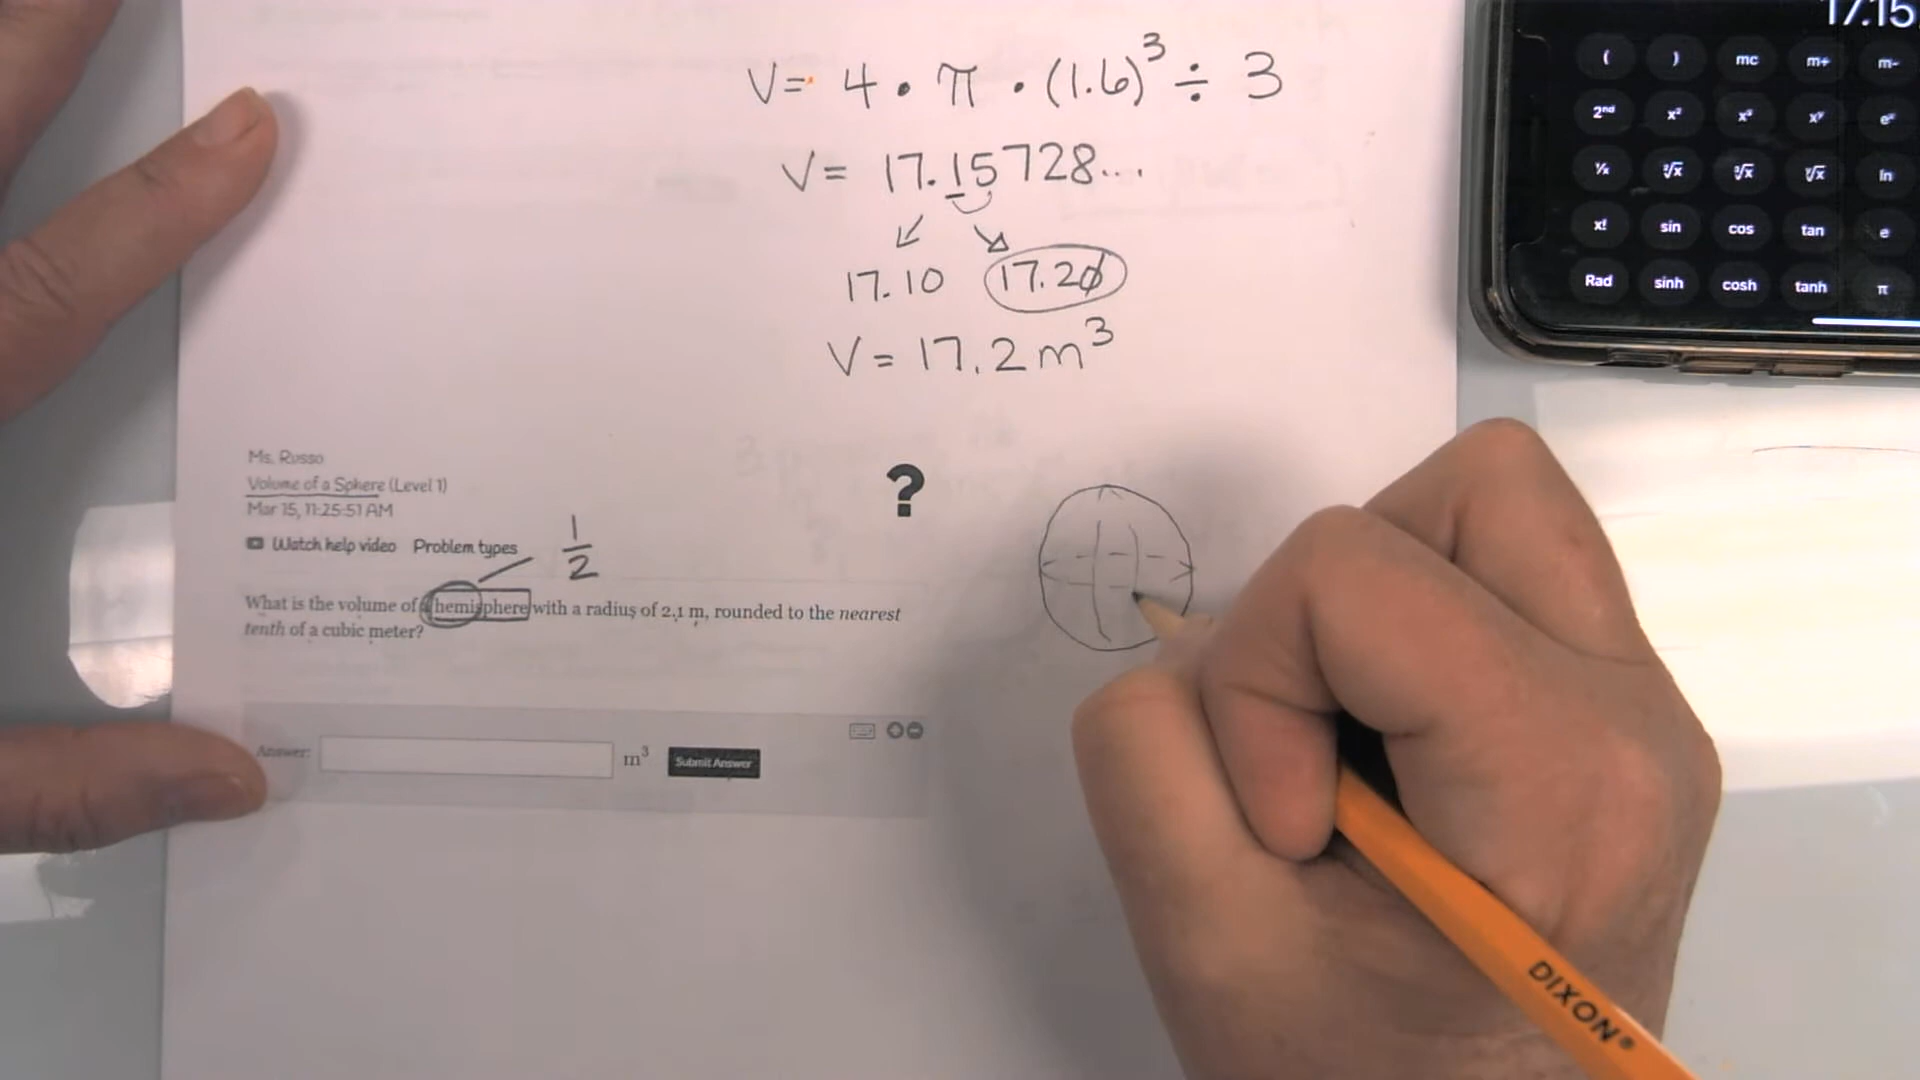 V= 4 • π • (1.6)³ ÷ 3
V= 17.15728...
17.10 17.20
V = 17.2 m³
Ms. Russo
Volume of a Sphere (Level 1)
Mar 15, 11:25:51 AM
Watch help video Problem types
1
2
?
What is the volume of a hemisphere with a radius of 2.1 m, rounded to the nearest
tenth of a cubic meter?
Answer: m³ Submit Answer
17.15
( ) mc m+ m-
2nd x² x³ xʸ eˣ
¹⁄x ²√x ³√x ʸ√x ln
x! sin cos tan e
Rad sinh cosh tanh π
DIXON®